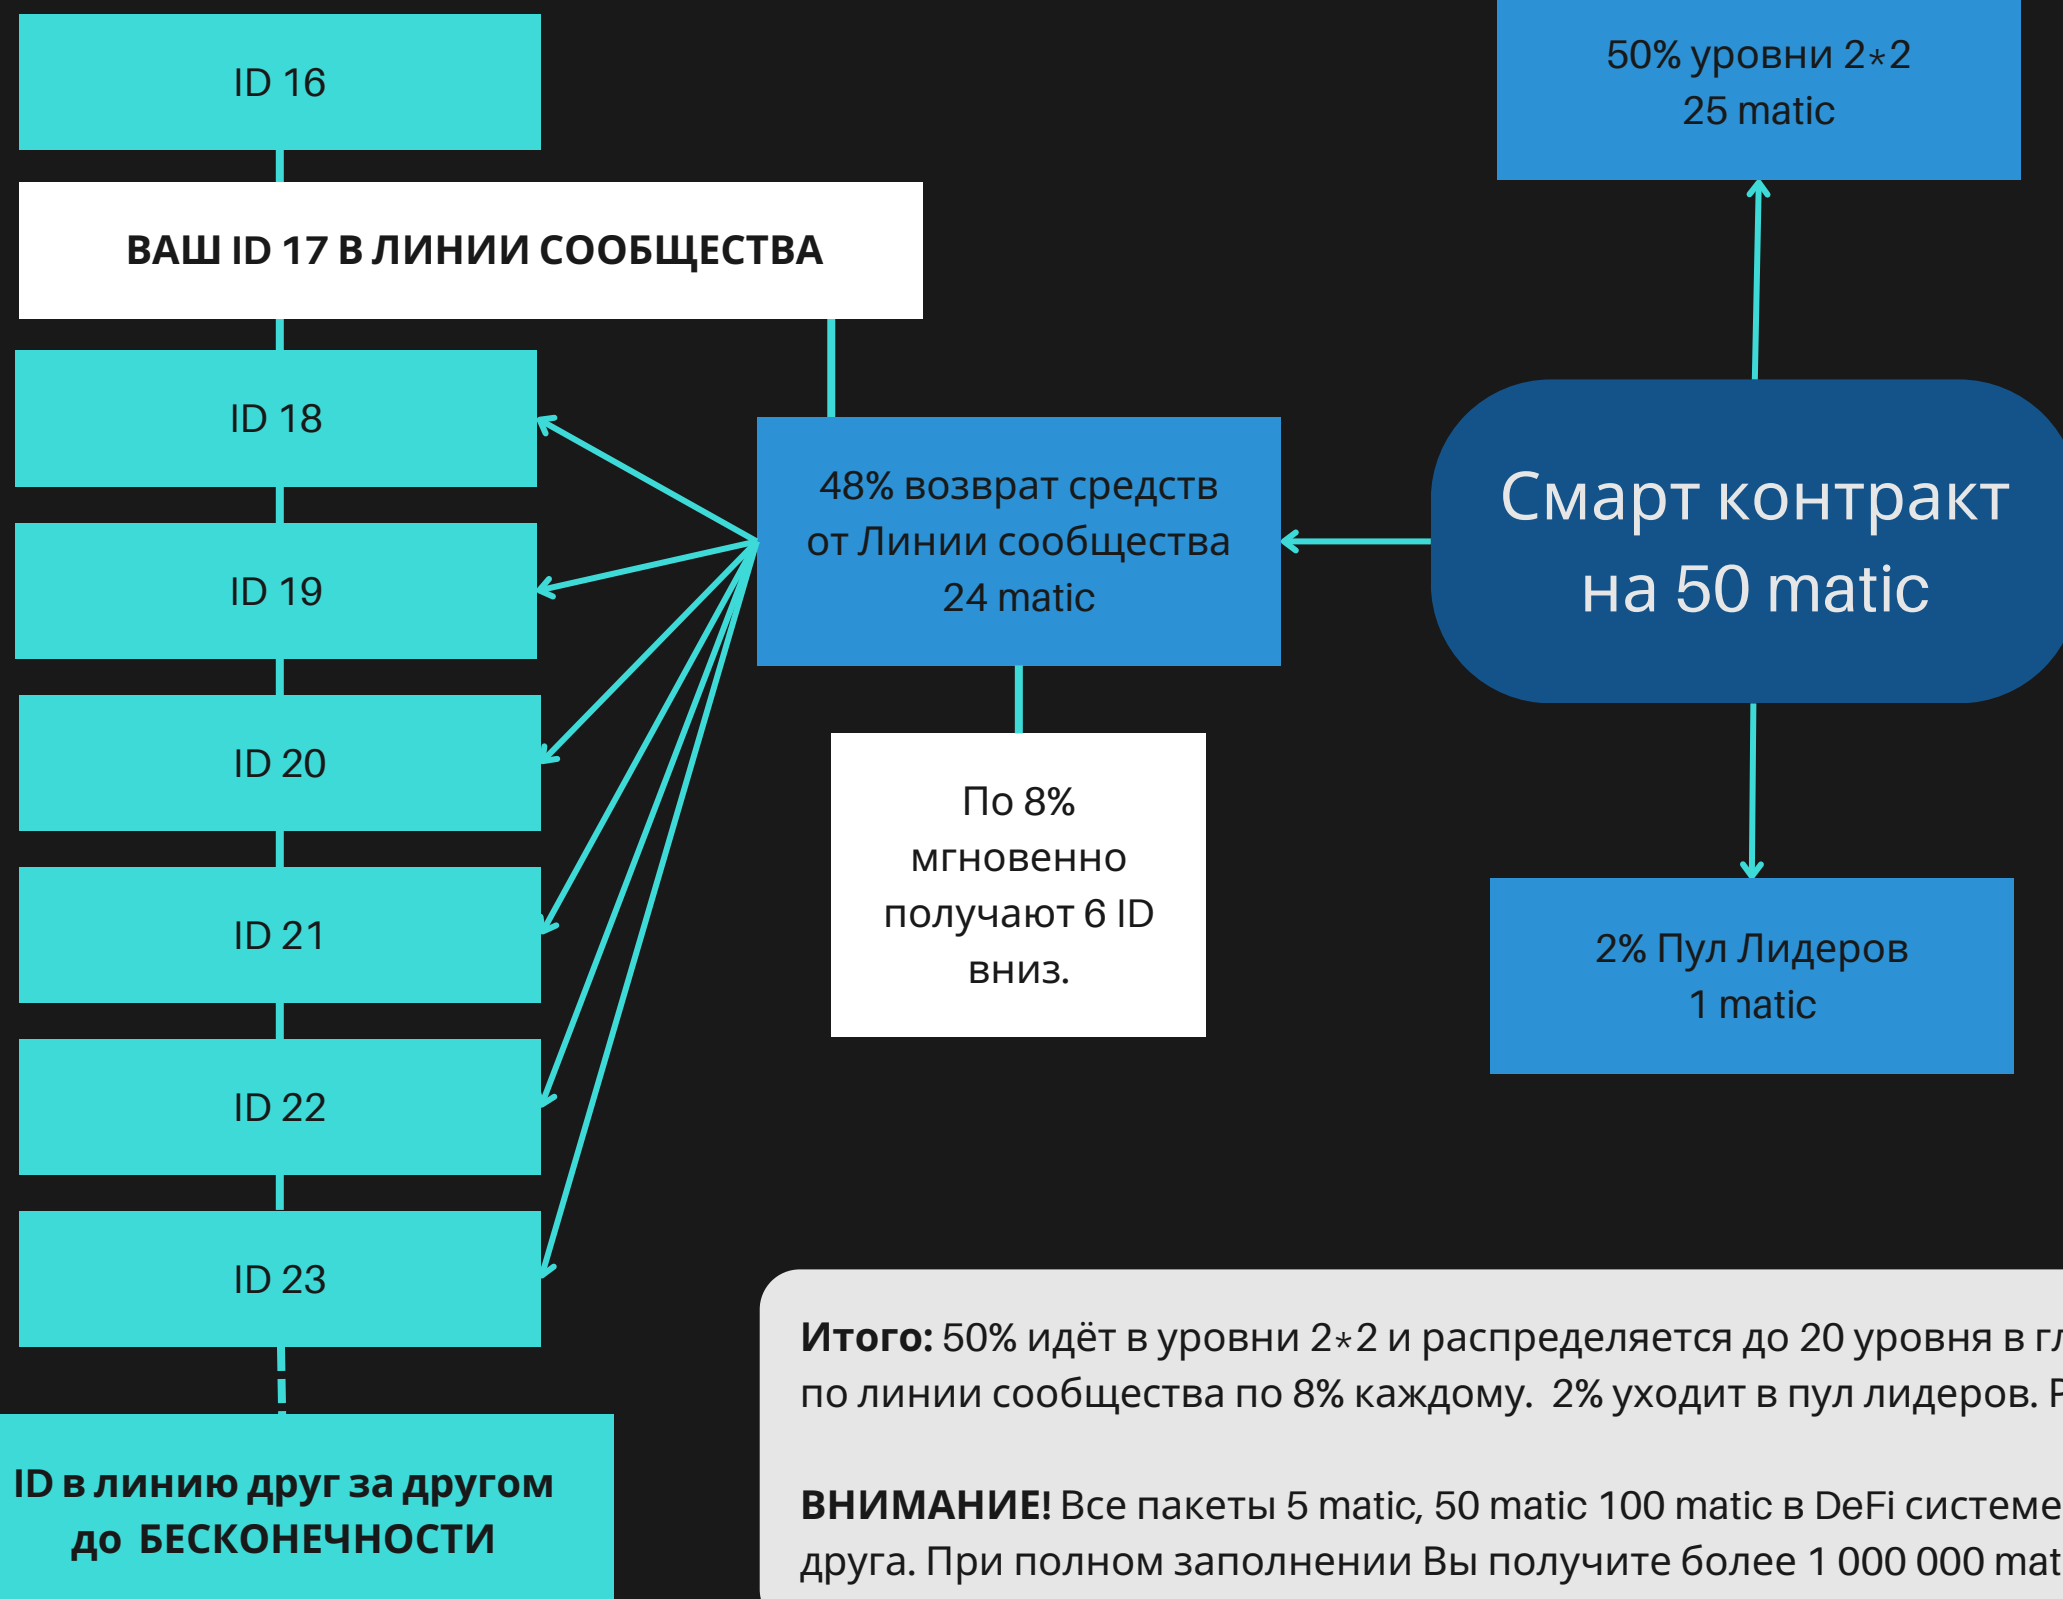 ID 16
ВАШ ID 17 В ЛИНИИ СООБЩЕСТВА
ID 18
ID 19
ID 20
ID 21
ID 22
ID 23
ID в линию друг за другом
до БЕСКОНЕЧНОСТИ
48% возврат средств
от Линии сообщества
24 matic
По 8%
мгновенно
получают 6 ID
вниз.
50% уровни 2*2
25 matic
Смарт контракт
на 50 matic
2% Пул Лидеров
1 matic
Итого: 50% идёт в уровни 2*2 и распределяется до 20 уровня в
по линии сообщества по 8% каждому. 2% уходит в пул лидеров.
ВНИМАНИЕ! Все пакеты 5 matic, 50 matic 100 matic в DeFi системе
друга. При полном заполнении Вы получите более 1 000 000